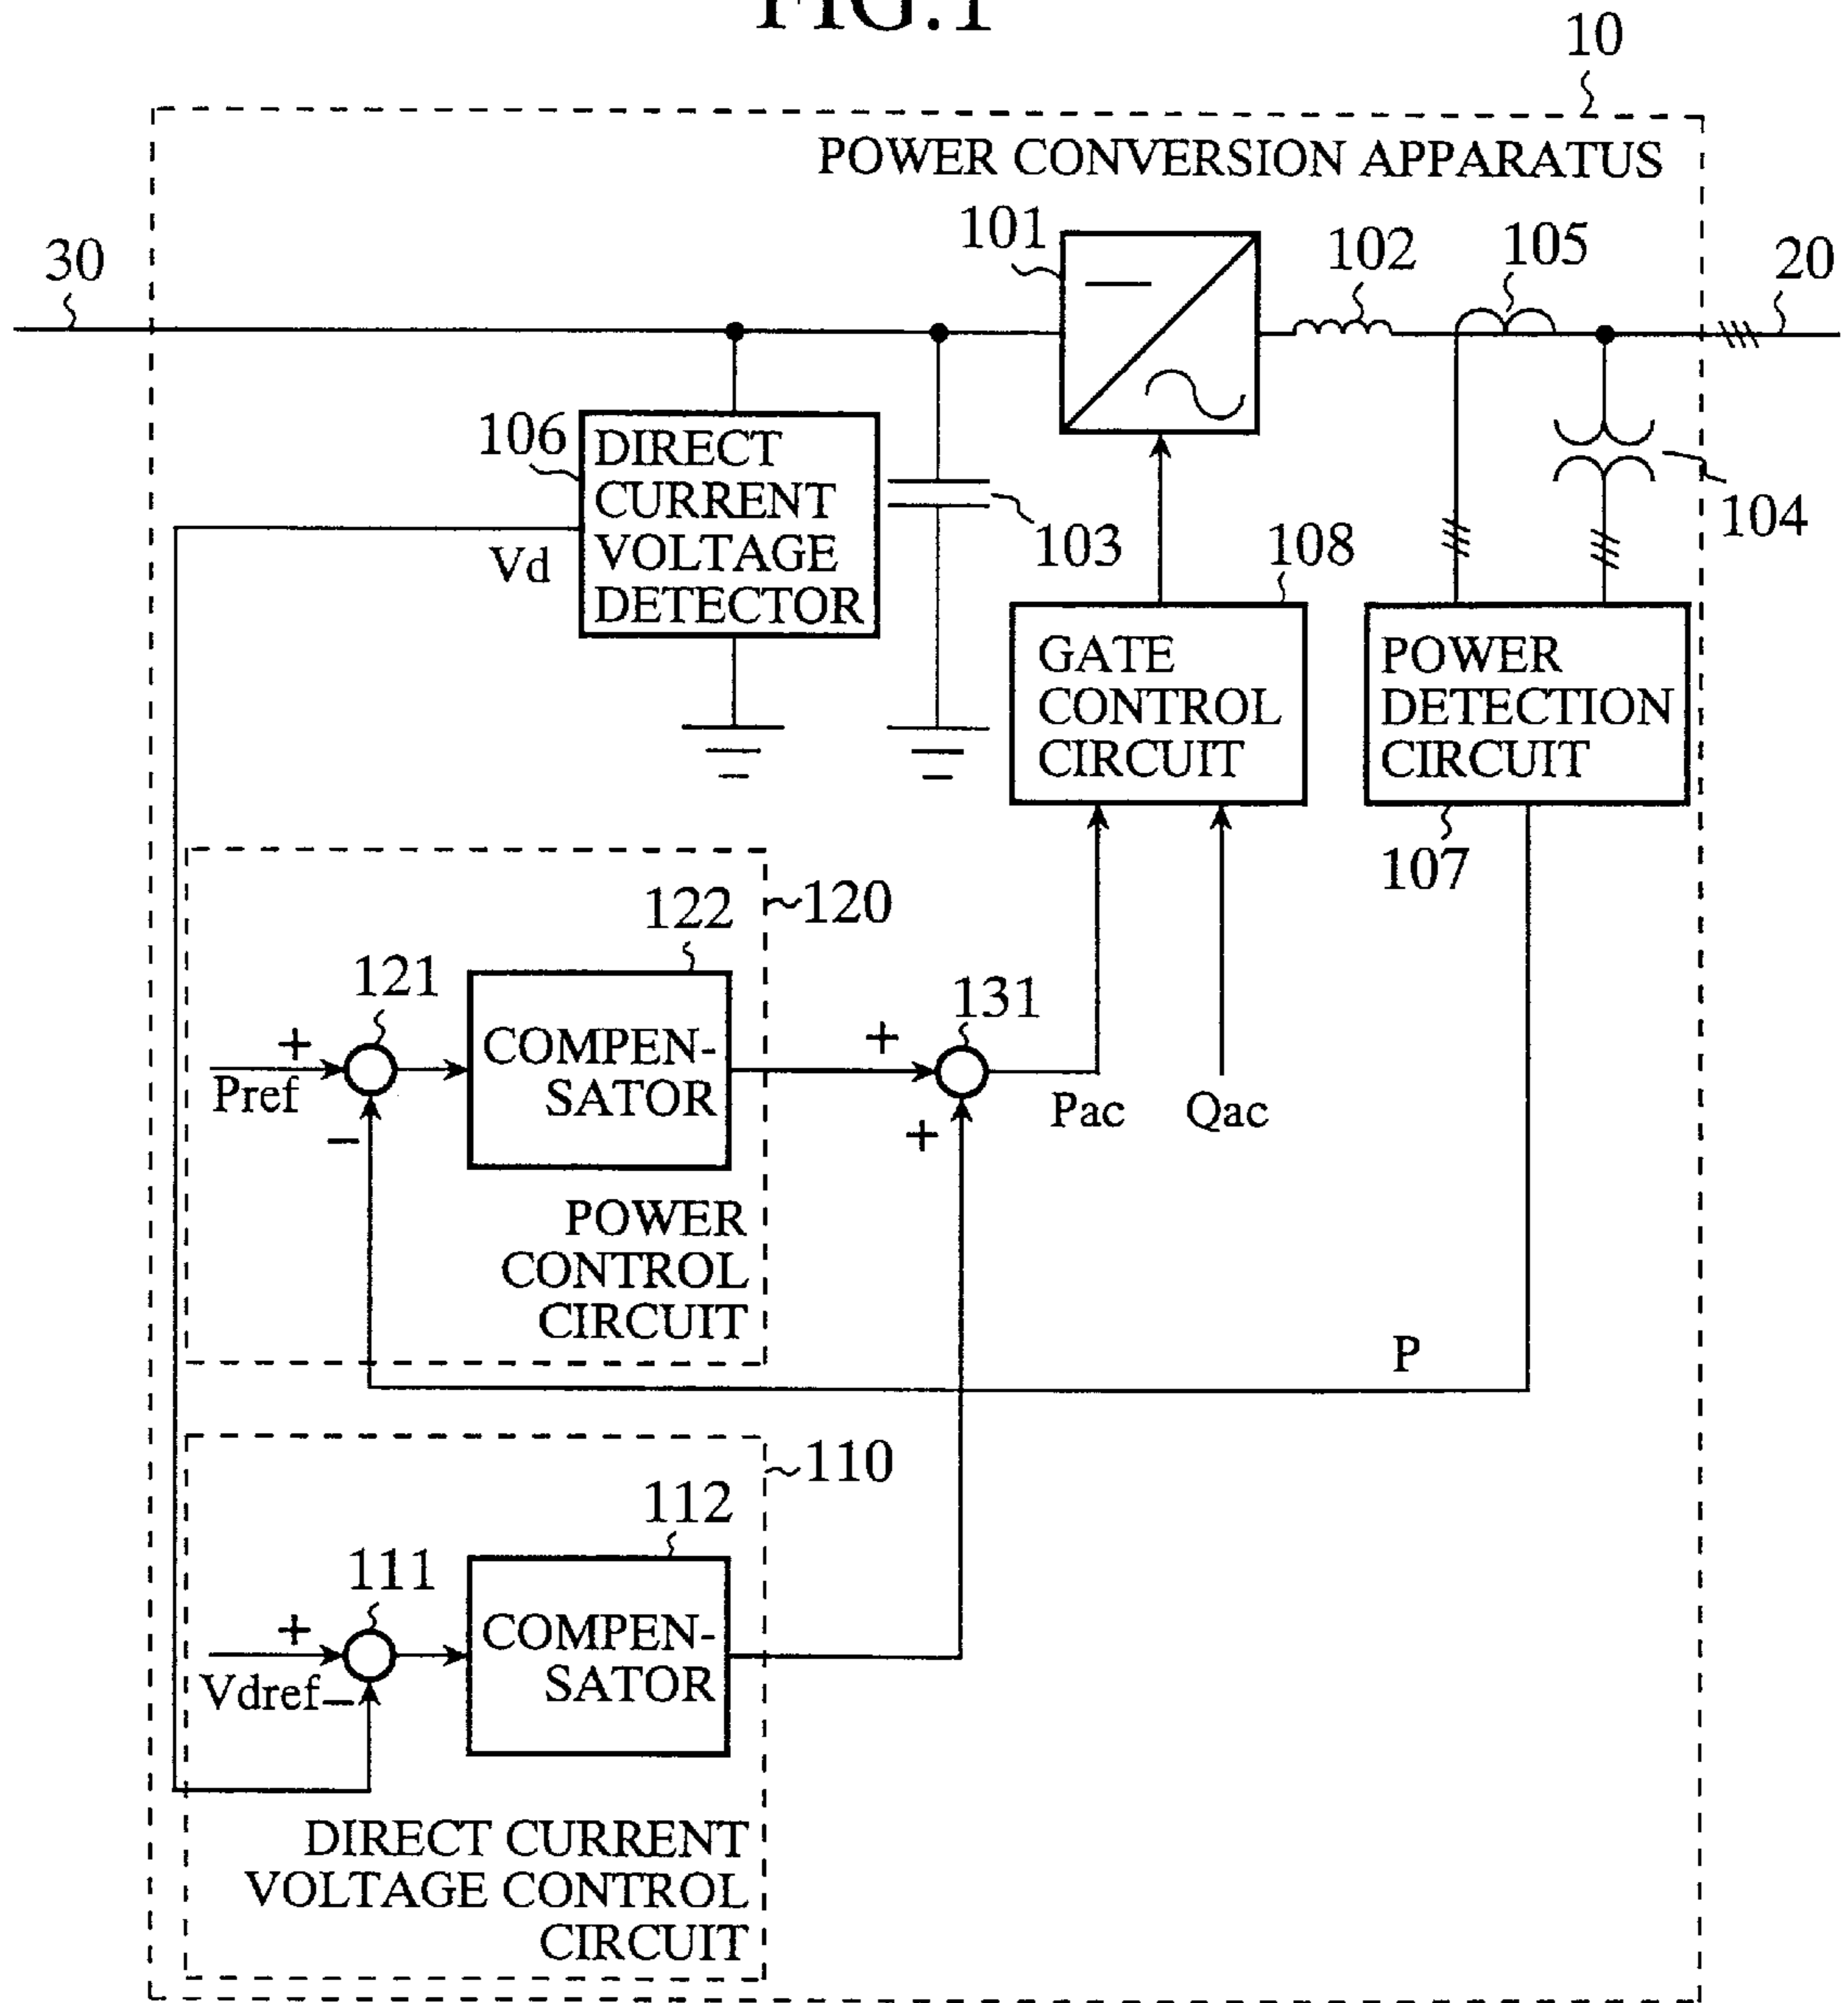 FIG.1
10
POWER CONVERSION APPARATUS
30
101
102
105
20
106
DIRECT
CURRENT
VOLTAGE
DETECTOR
Vd
103
104
108
GATE
CONTROL
CIRCUIT
POWER
DETECTION
CIRCUIT
107
120
122
121
131
+
Pref
−
COMPEN-
SATOR
+
+
Pac
Qac
POWER
CONTROL
CIRCUIT
P
110
112
111
+
Vdref
−
COMPEN-
SATOR
DIRECT CURRENT
VOLTAGE CONTROL
CIRCUIT